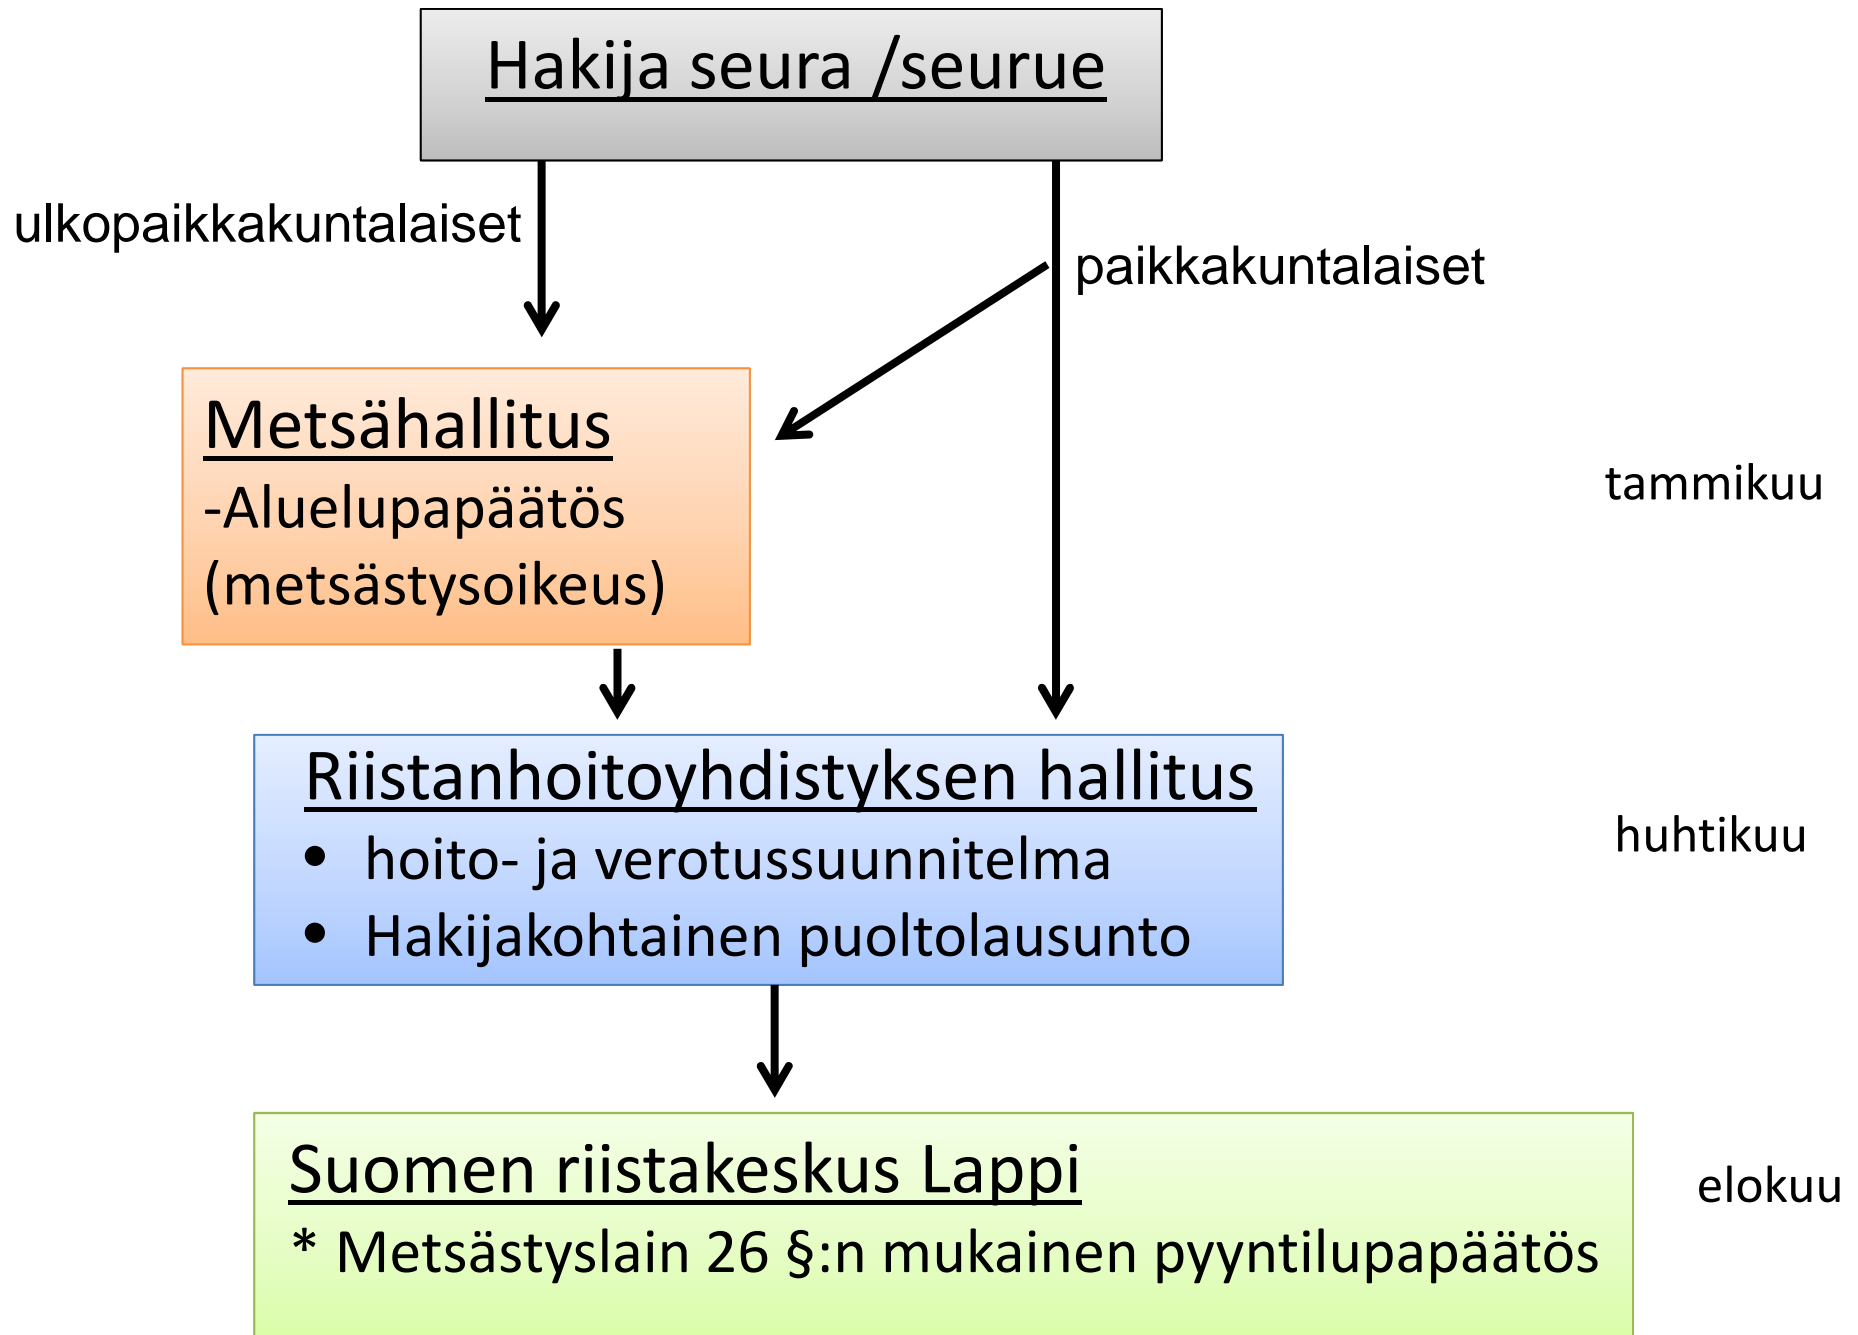 Hakija seura /seurue
ulkopaikkakuntalaiset
paikkakuntalaiset
Metsähallitus
-Aluelupapäätös
(metsästysoikeus)
tammikuu
Riistanhoitoyhdistyksen hallitus
• hoito- ja verotussuunnitelma
• Hakijakohtainen puoltolausunto
huhtikuu
Suomen riistakeskus Lappi
* Metsästyslain 26 §:n mukainen pyyntilupapäätös
elokuu